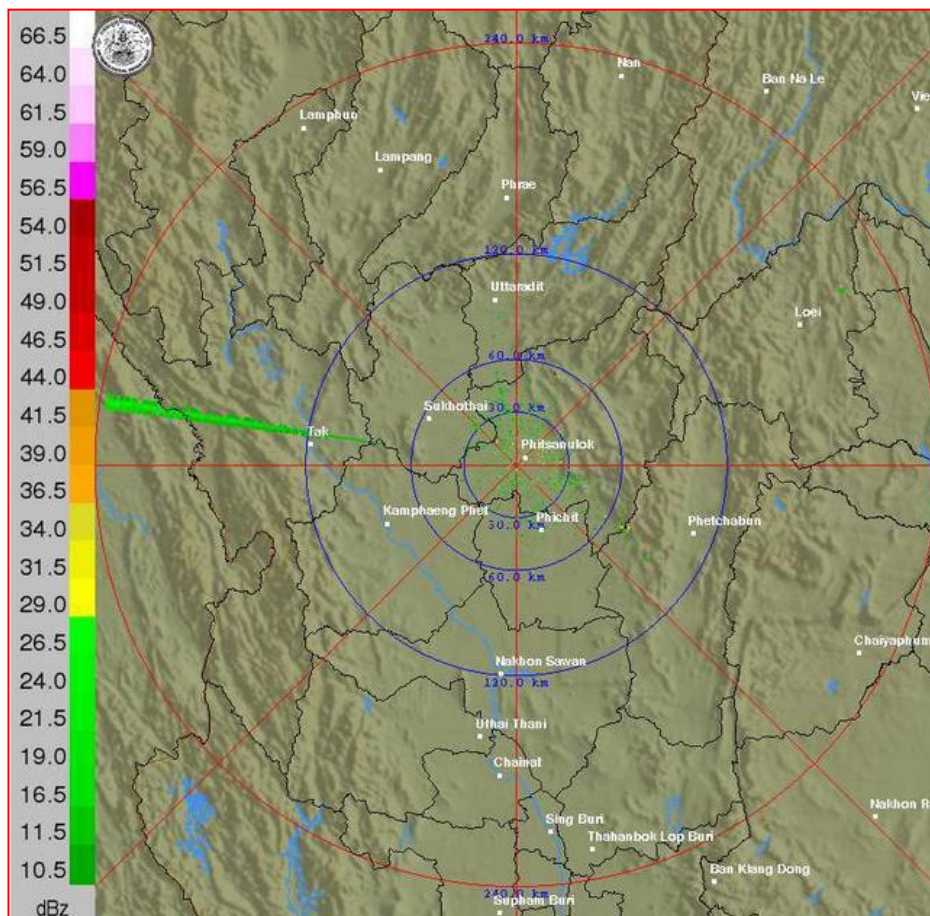 66.5
64.0
61.5
59.0
56.5
54.0
51.5
49.0
46.5
44.0
41.5
39.0
36.5
34.0
31.5
29.0
26.5
24.0
21.5
19.0
16.5
11.5
10.5
dBz
240.0 km
Nan
Ban Na Le
Vie
Lamphun
Lampang
Phrae
120.0 km
Uttaradit
Loei
60.0 km
Sukhothai
30.0 km
Tak
Phitsanulok
Kamphaeng Phet
Phichit
30.0 km
Phetchabun
60.0 km
Chaiyaphum
Nakhon Sawan
120.0 km
Uthai Thani
Chainat
Nakhon R
Sing Buri
Thahanbok Lop Buri
Ban Klang Dong
240.0 km
Supham Buri